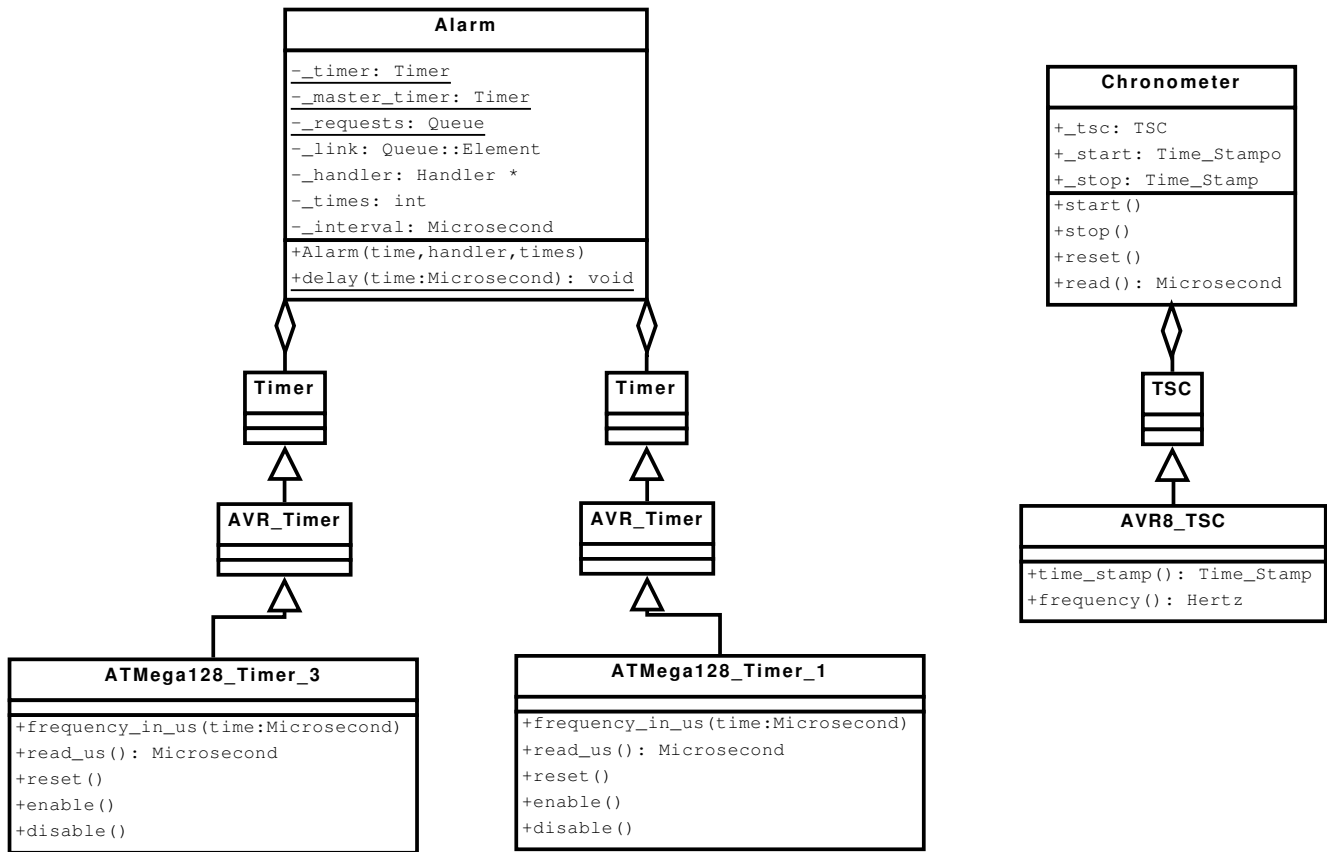 Alarm
-_timer: Timer
-_master_timer: Timer
-_requests: Queue
-_link: Queue::Element
-_handler: Handler *
-_times: int
-_interval: Microsecond
+Alarm(time,handler,times)
+delay(time:Microsecond): void
Timer
AVR_Timer
ATMega128_Timer_3
+frequency_in_us(time:Microsecond)
+read_us(): Microsecond
+reset()
+enable()
+disable()
Timer
AVR_Timer
ATMega128_Timer_1
+frequency_in_us(time:Microsecond)
+read_us(): Microsecond
+reset()
+enable()
+disable()
Chronometer
+_tsc: TSC
+_start: Time_Stampo
+_stop: Time_Stamp
+start()
+stop()
+reset()
+read(): Microsecond
TSC
AVR8_TSC
+time_stamp(): Time_Stamp
+frequency(): Hertz